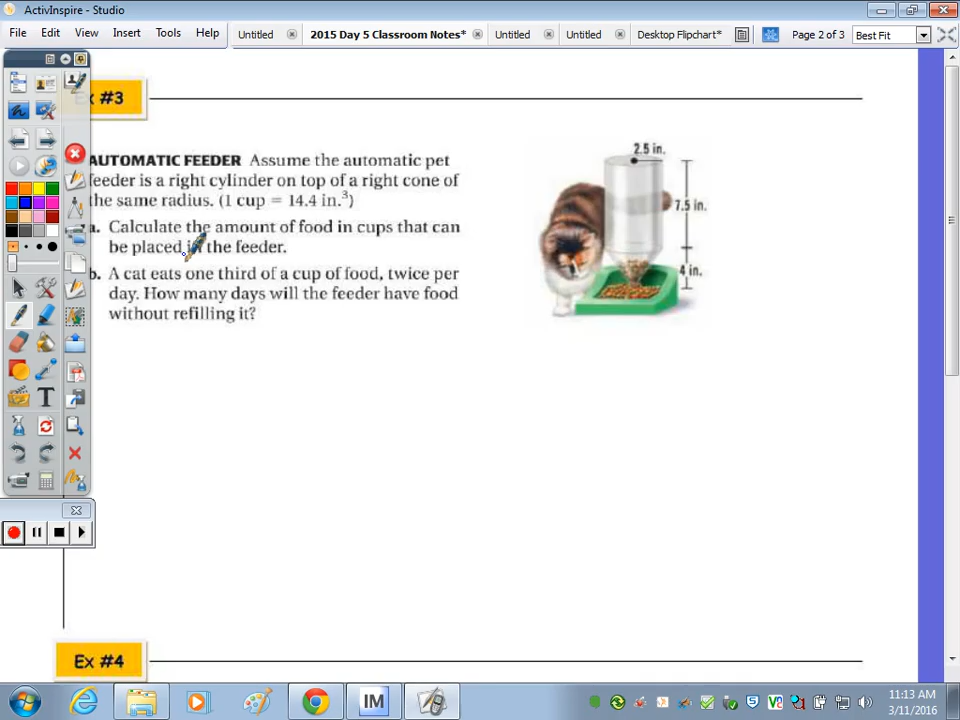 ActivInspire - Studio
File Edit View Insert Tools Help
Untitled 2015 Day 5 Classroom Notes* Untitled Untitled Desktop Flipchart* Page 2 of 3 Best Fit
#3
AUTOMATIC FEEDER Assume the automatic pet
feeder is a right cylinder on top of a right cone of
the same radius. (1 cup = 14.4 in.³)
a. Calculate the amount of food in cups that can
be placed in the feeder.
b. A cat eats one third of a cup of food, twice per
day. How many days will the feeder have food
without refilling it?
2.5 in.
7.5 in.
4 in.
Ex #4
IM
11:13 AM
3/11/2016